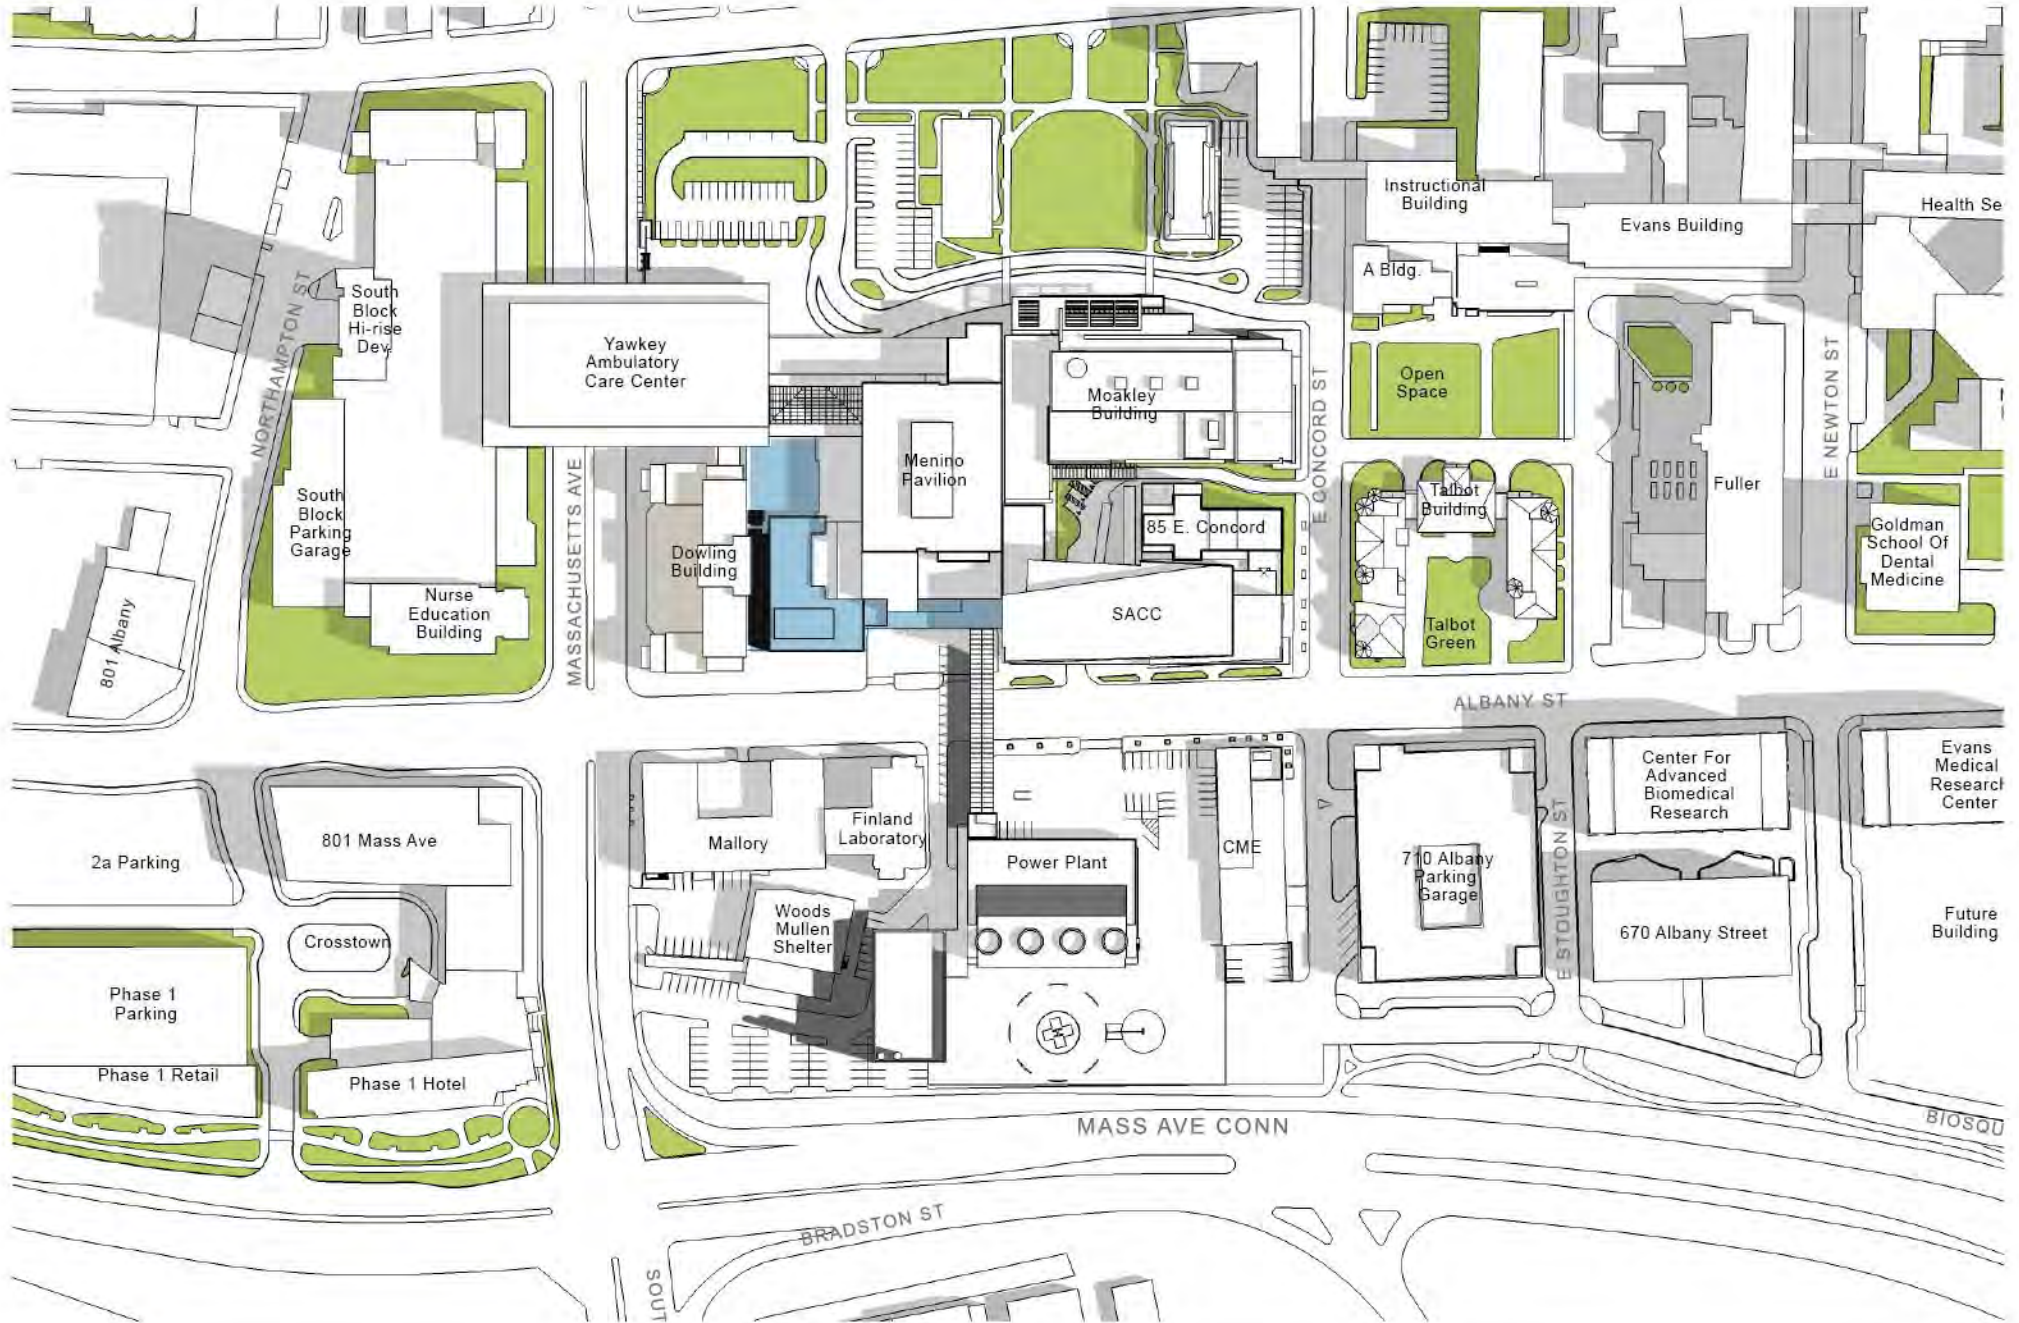 Instructional
Building
Health Se
Evans Building
A Bldg.
NORTHAMPTON ST
South
Block
Hi-rise
Dev.
Yawkey
Ambulatory
Care Center
Moakley
Building
Open
Space
E CONCORD ST
E NEWTON ST
Menino
Pavilion
MASSACHUSETTS AVE
South
Block
Parking
Garage
Talbot
Building
Fuller
85 E. Concord
Goldman
School Of
Dental
Medicine
Dowling
Building
Nurse
Education
Building
SACC
Talbot
Green
801 Albany
ALBANY ST
Center For
Advanced
Biomedical
Research
Evans
Medical
Research
Center
801 Mass Ave
Mallory
Finland
Laboratory
Power Plant
CME
710 Albany
Parking
Garage
E STOUGHTON ST
2a Parking
Woods
Mullen
Shelter
Crosstown
670 Albany Street
Future
Building
Phase 1
Parking
Phase 1 Retail
Phase 1 Hotel
MASS AVE CONN
BIOSQU
BRADSTON ST
SOUT